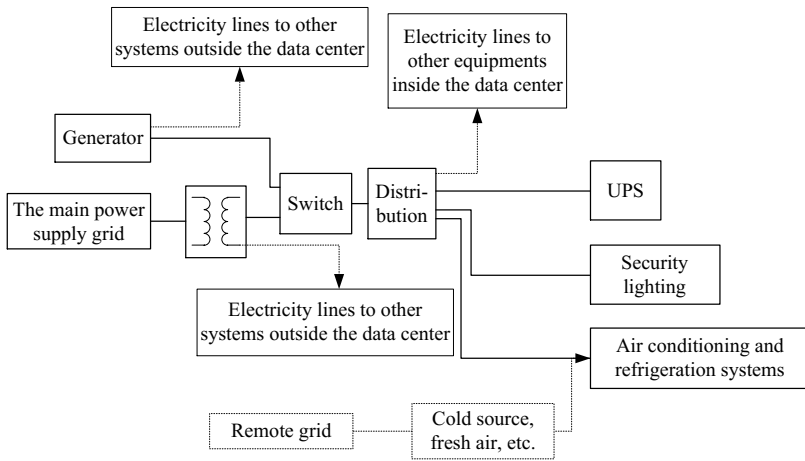 Electricity lines to other
systems outside the data center
Electricity lines to
other equipments
inside the data center
Generator
The main power
supply grid
Switch
Distri-
bution
UPS
Security
lighting
Electricity lines to other
systems outside the data center
Air conditioning and
refrigeration systems
Remote grid
Cold source,
fresh air, etc.